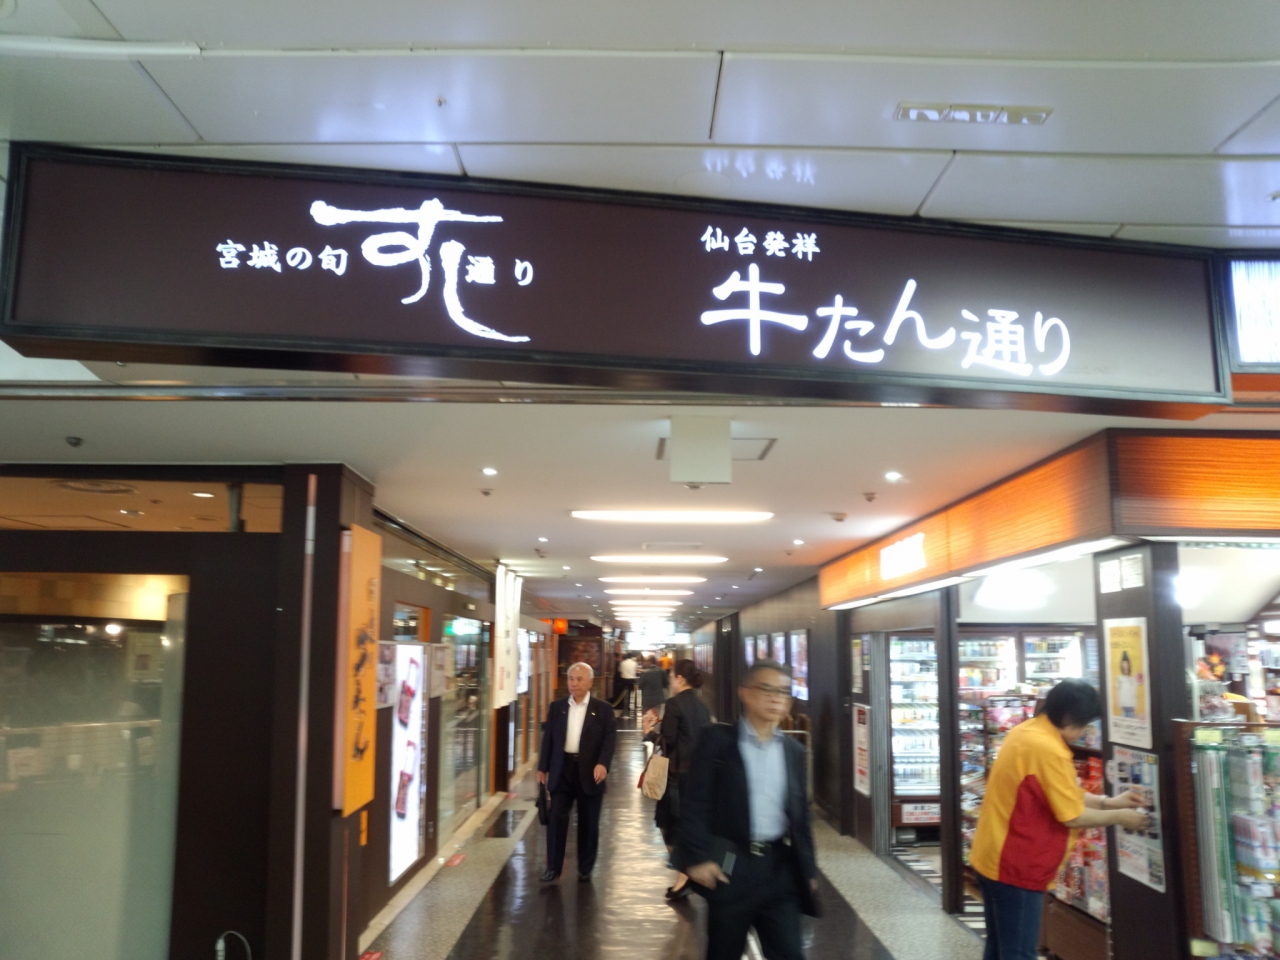 宮城の旬 すし通り
仙台発祥
牛たん通り